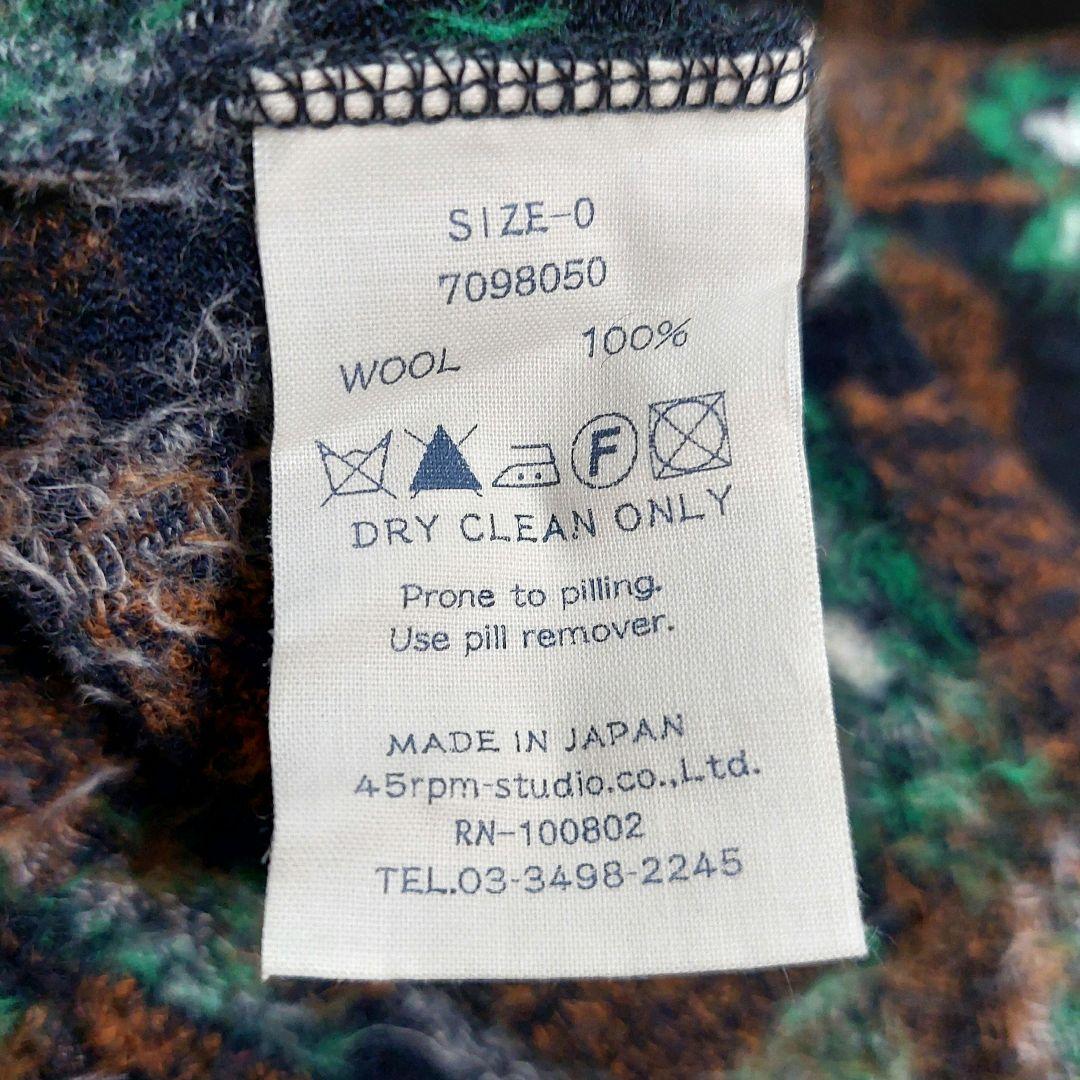 SIZE-0
7098050
WOOL 100%
F
DRY CLEAN ONLY
Prone to pilling.
Use pill remover.
MADE IN JAPAN
45rpm-studio.co.,Ltd.
RN-100802
TEL.03-3498-2245